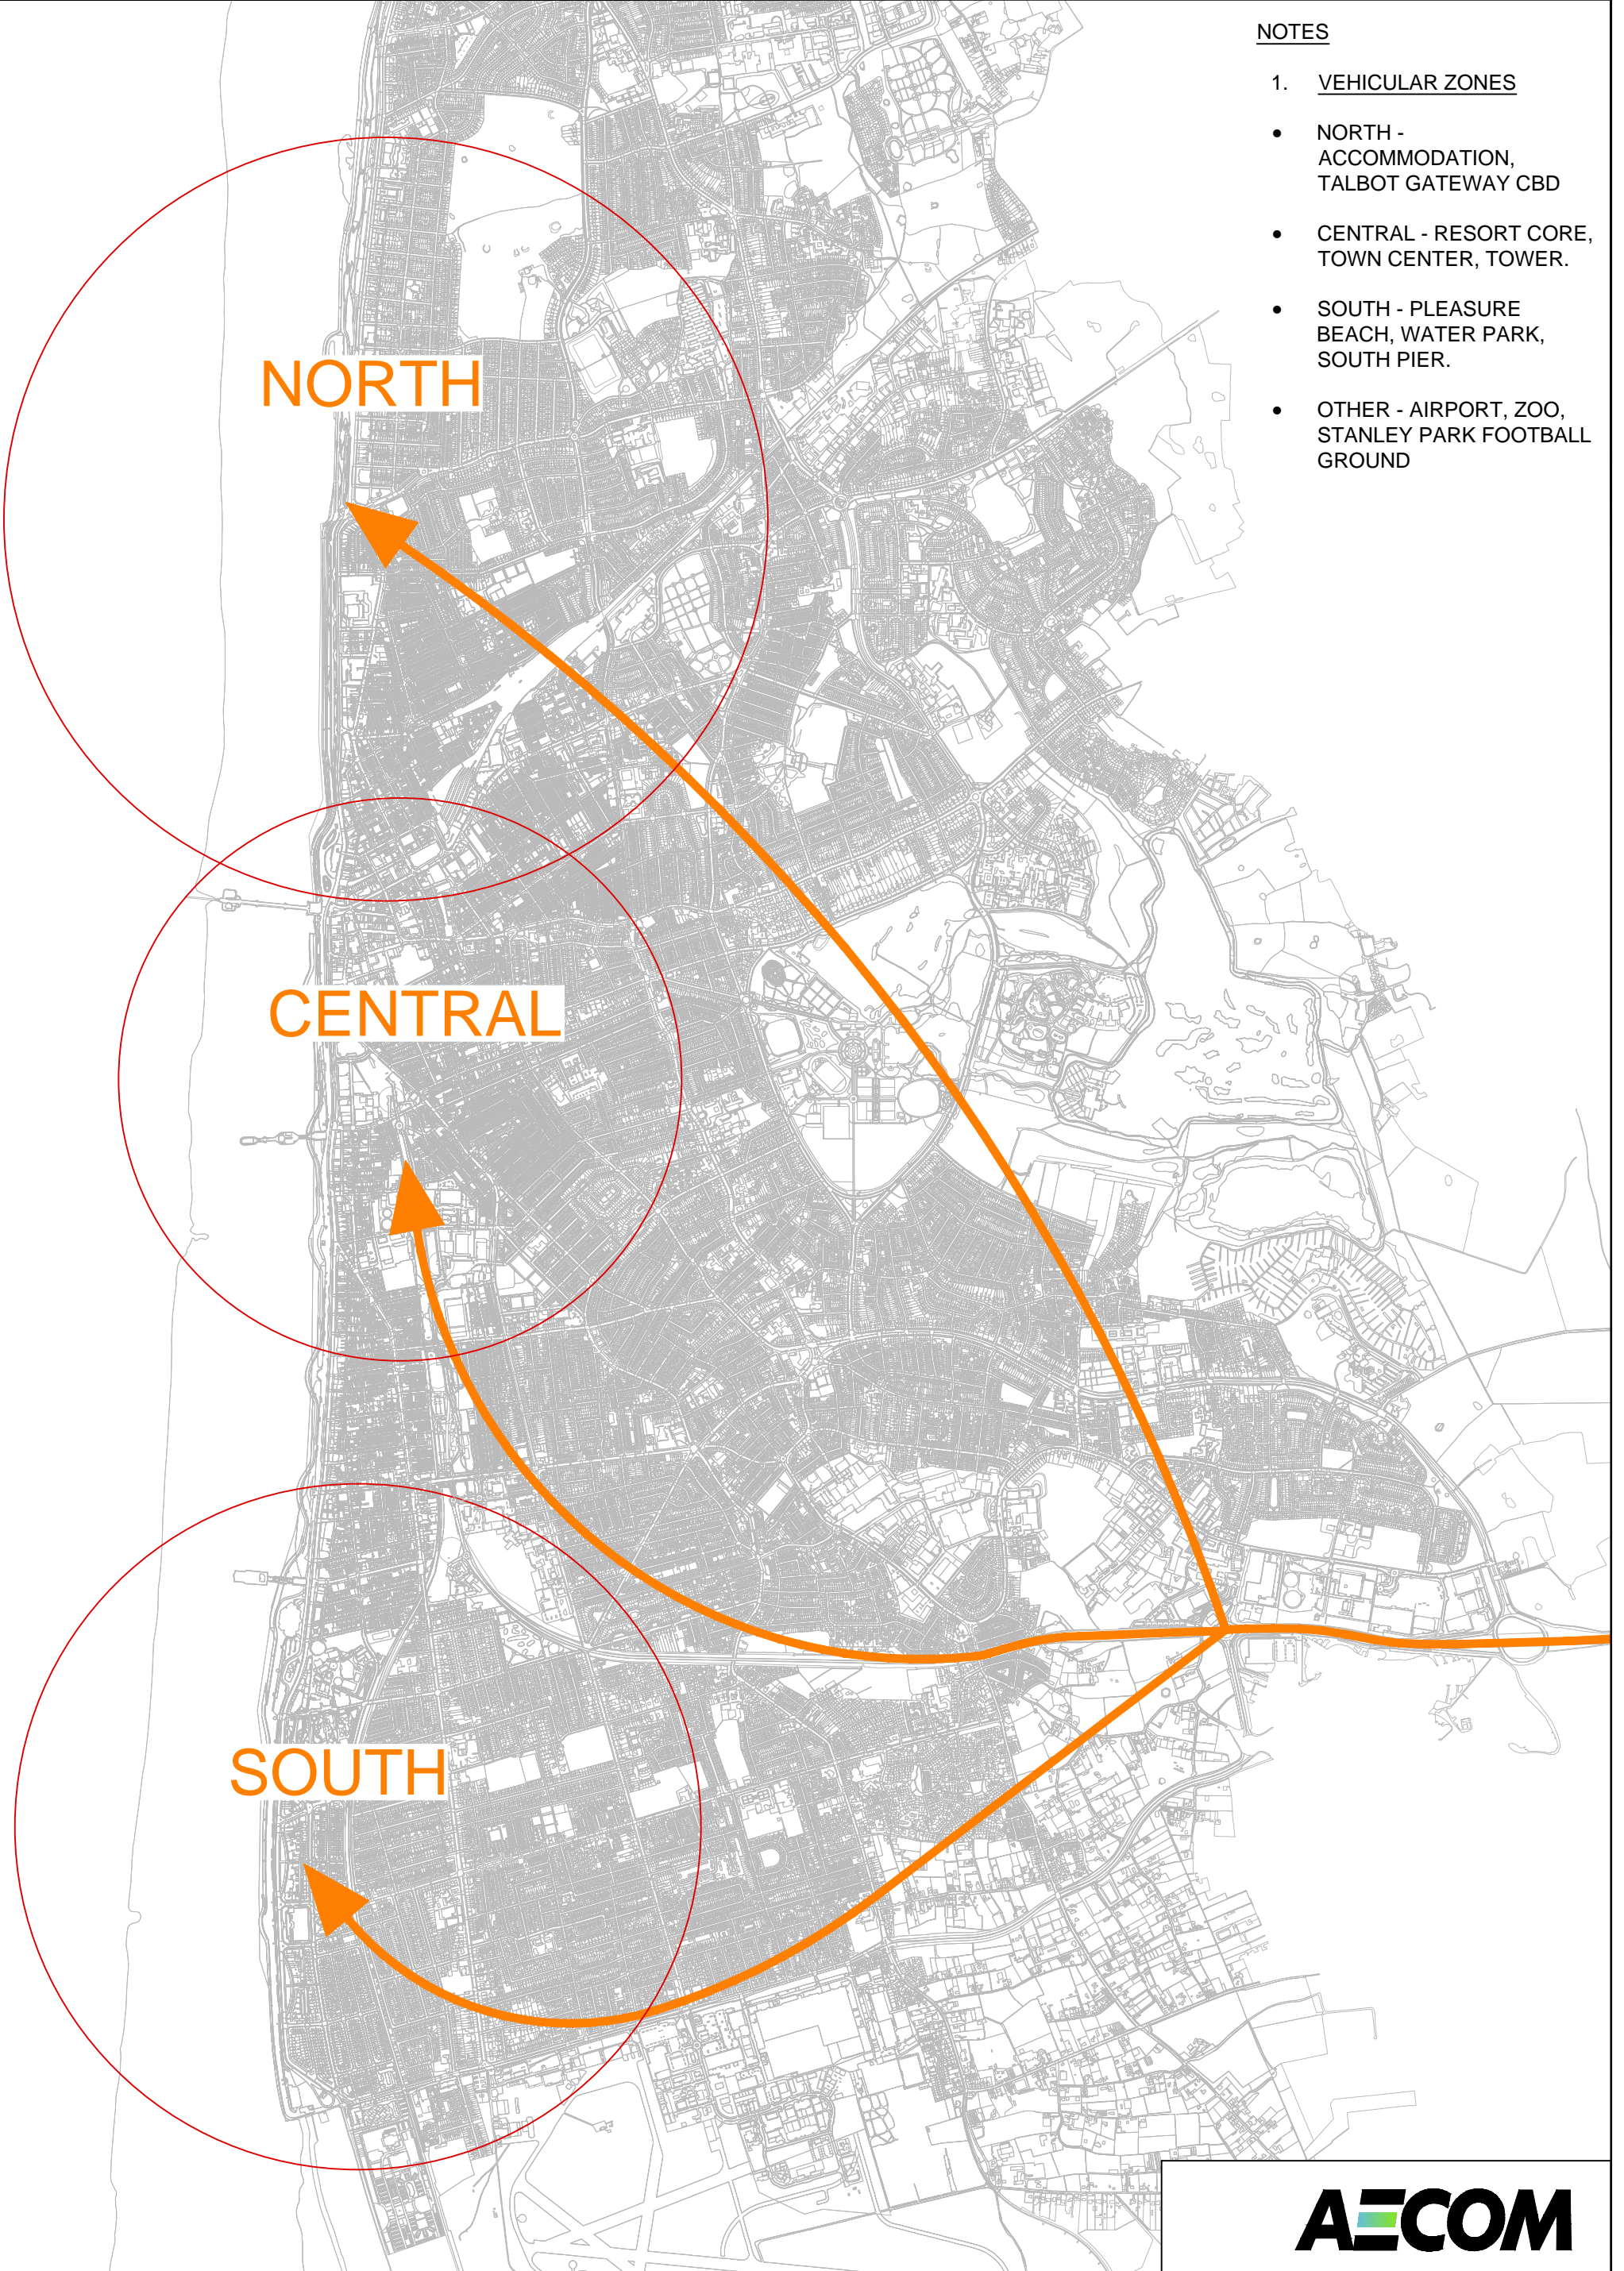 NOTES
1. VEHICULAR ZONES
• NORTH -
ACCOMMODATION,
TALBOT GATEWAY CBD
• CENTRAL - RESORT CORE,
TOWN CENTER, TOWER.
• SOUTH - PLEASURE
BEACH, WATER PARK,
SOUTH PIER.
• OTHER - AIRPORT, ZOO,
STANLEY PARK FOOTBALL
GROUND
NORTH
CENTRAL
SOUTH
AECOM